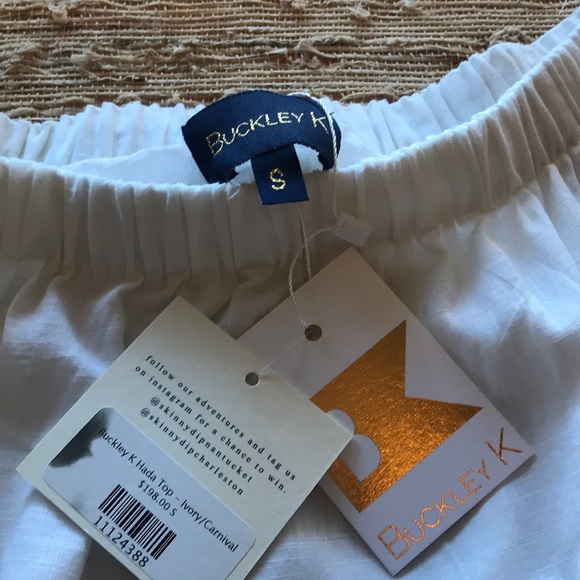 BUCKLEY K
S
follow our adventures and tag us
on instagram for a chance to win.
@skinnydipnantucket
@skinnydipcharleston
Buckley K Hada Top - Ivory/Carnival
$198.00 S
11124388
BUCKLEY K